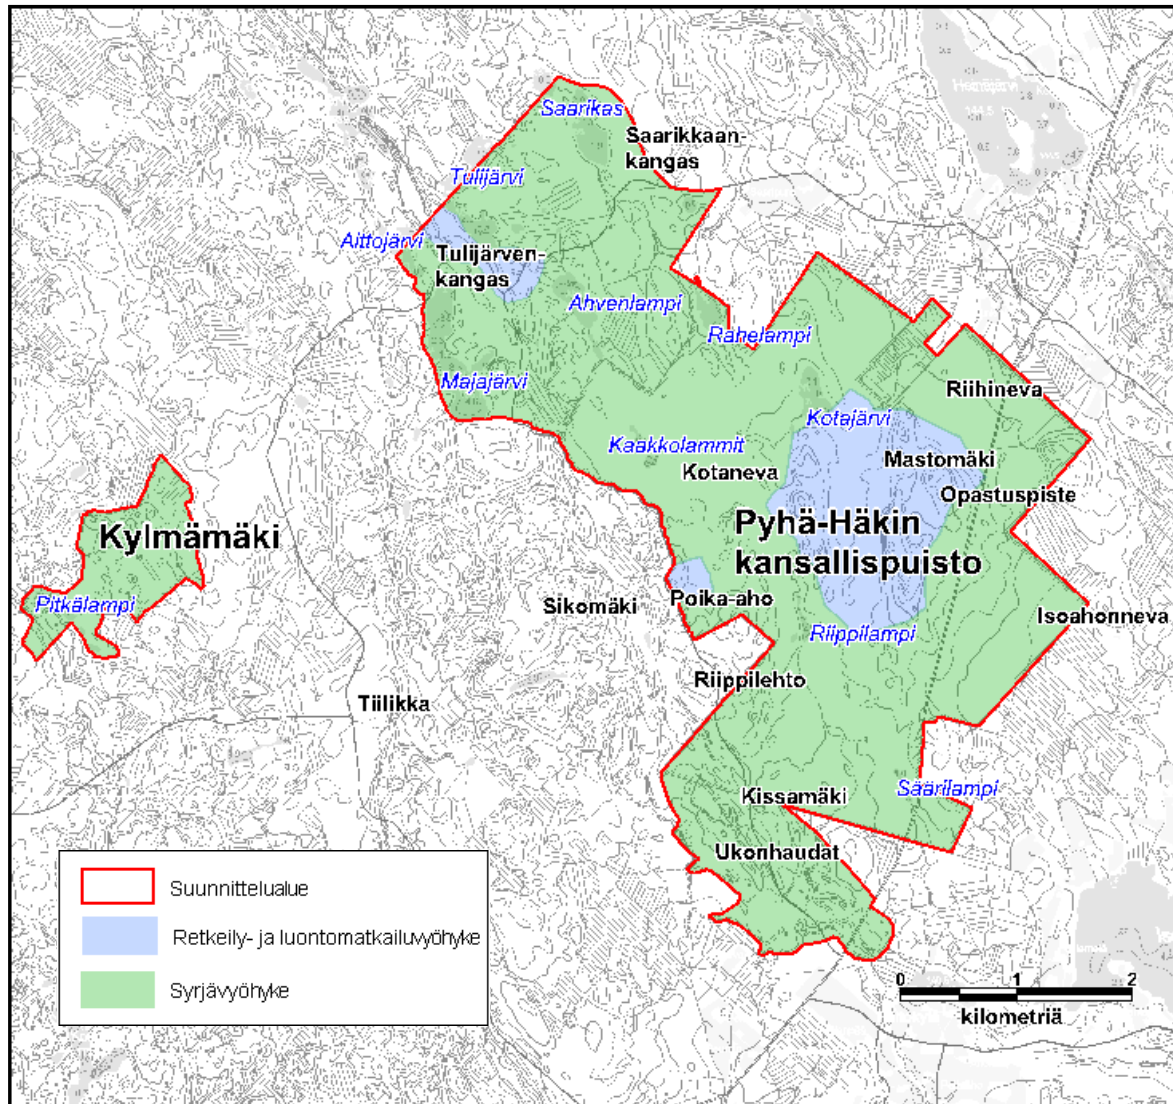 Heinäjärvi
Saarikas
Saarikkaan-
kangas
Tulijärvi
Aittojärvi
Tulijärven-
kangas
Ahvenlampi
Rahelampi
Majajärvi
Riihineva
Kotajärvi
Kaakkolammit
Kotaneva
Mastomäki
Opastuspiste
Kylmämäki
Pyhä-Häkin
kansallispuisto
Pitkälampi
Sikomäki
Poika-aho
Isoahonneva
Riippilampi
Riippilehto
Tiilikka
Kissamäki
Säärilampi
Ukonhaudat
Suunnittelualue
Retkeily- ja luontomatkailuvyöhyke
Syrjävyöhyke
0 1 2
kilometriä